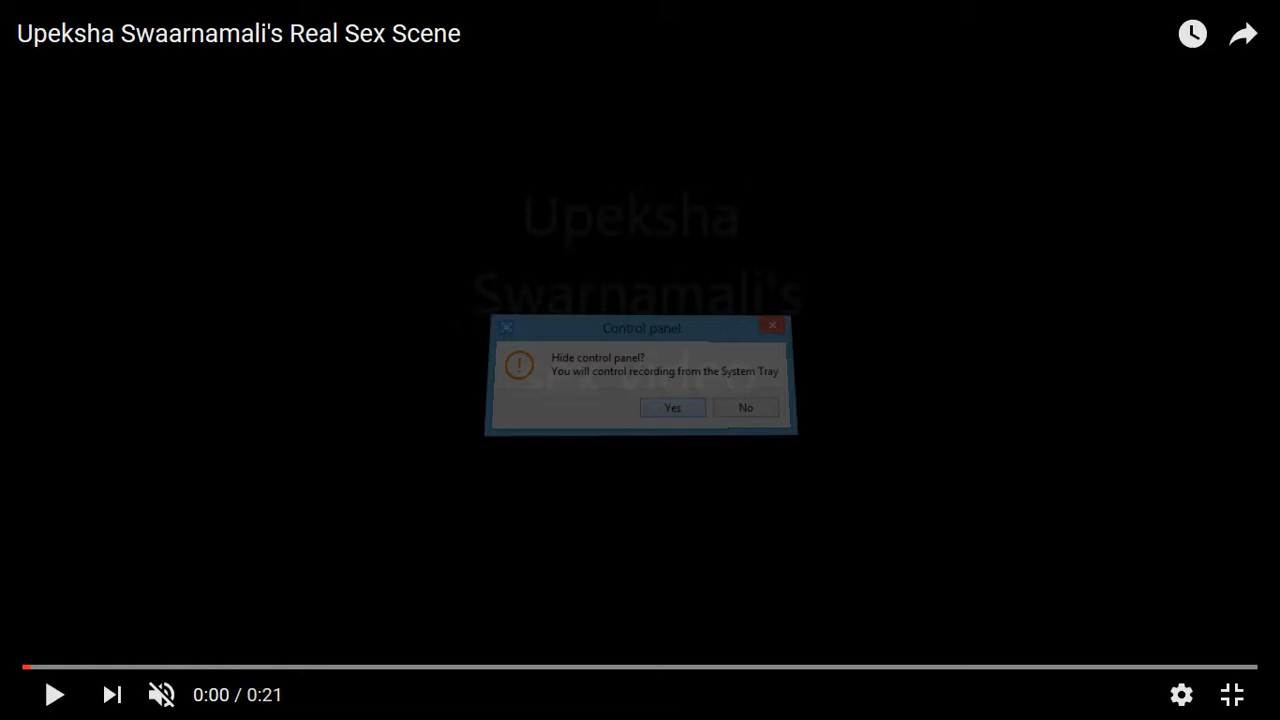 Upeksha Swaarnamali's Real Sex Scene
Upeksha
Swarnamali's
Control panel
Hide control panel?
You will control recording from the System Tray
Yes
No
0:00 / 0:21